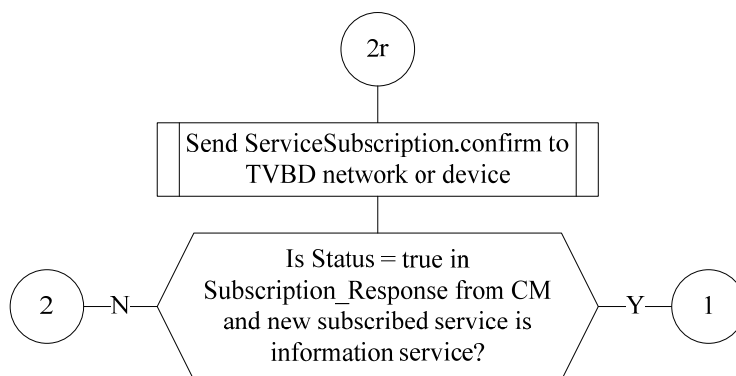 2r
Send ServiceSubscription.confirm to
TVBD network or device
Is Status = true in
Subscription_Response from CM
and new subscribed service is
information service?
2
N
Y
1